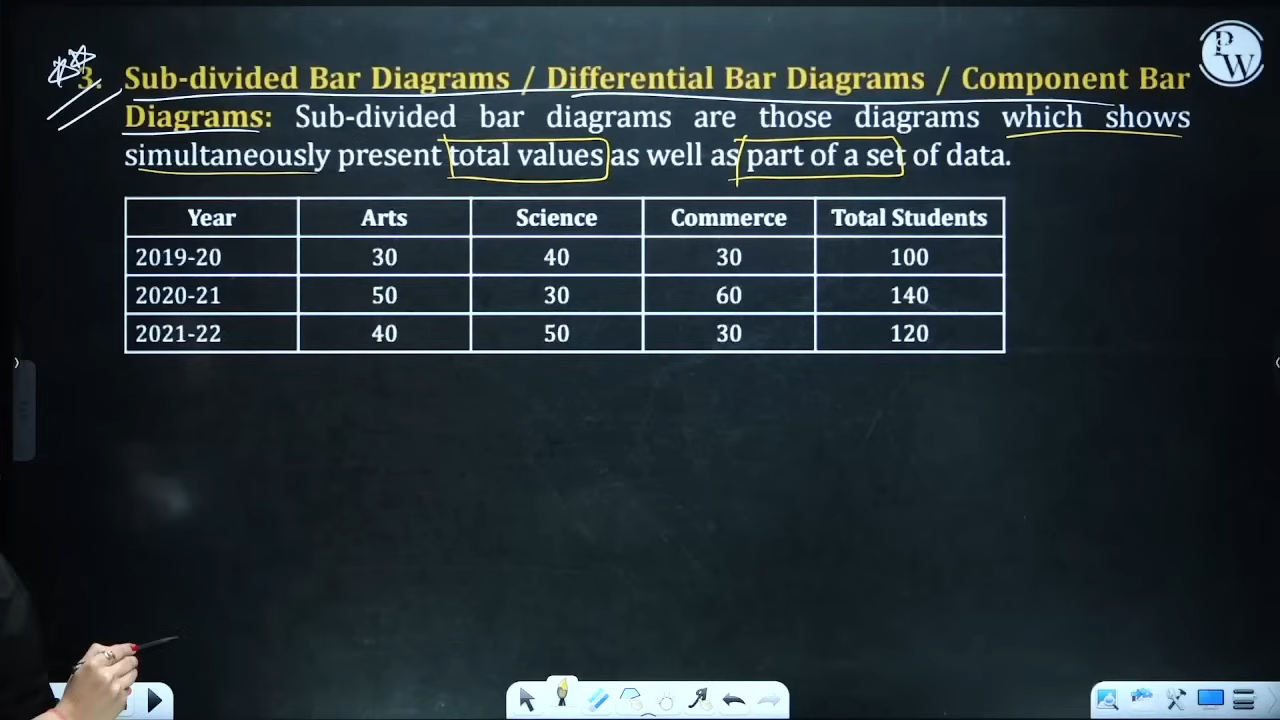 PW
3. Sub-divided Bar Diagrams / Differential Bar Diagrams / Component Bar
Diagrams: Sub-divided bar diagrams are those diagrams which shows
simultaneously present total values as well as part of a set of data.
Year Arts Science Commerce Total Students
2019-20 30 40 30 100
2020-21 50 30 60 140
2021-22 40 50 30 120